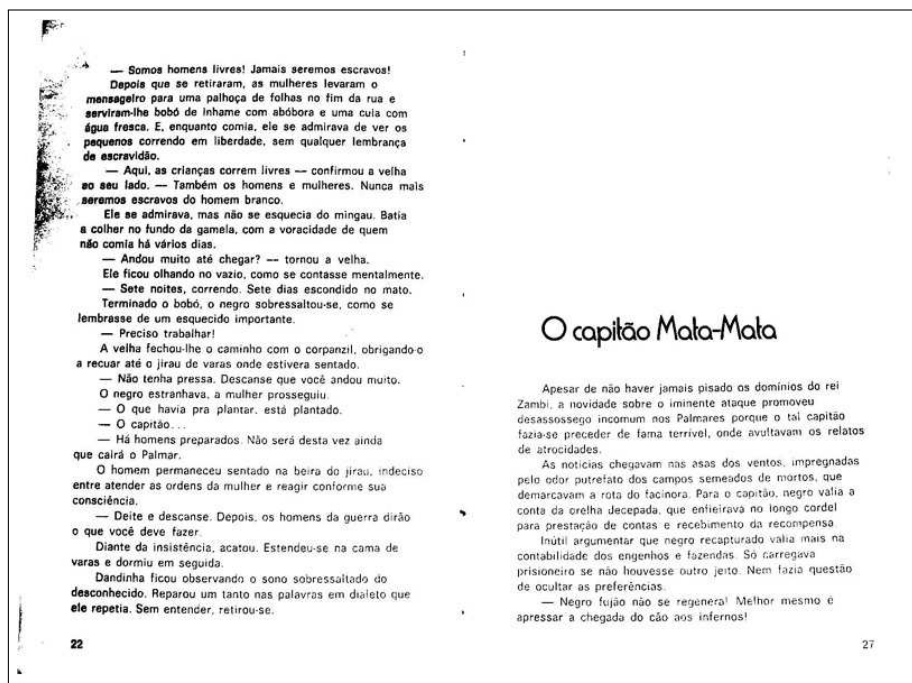 — Somos homens livres! Jamais seremos escravos!
Depois que se retiraram, as mulheres levaram o
mensageiro para uma palhoça de folhas no fim da rua e
serviram-lhe bobó de inhame com abóbora e uma cuia com
água fresca. E, enquanto comia, ele se admirava de ver os
pequenos correndo em liberdade, sem qualquer lembrança
de escravidão.
— Aqui, as crianças correm livres — confirmou a velha
ao seu lado. — Também os homens e mulheres. Nunca mais
seremos escravos do homem branco.
Ele se admirava, mas não se esquecia do mingau. Batia
a colher no fundo da gamela, com a voracidade de quem
não comia há vários dias.
— Andou muito até chegar? — tornou a velha.
Ele ficou olhando no vazio, como se contasse mentalmente.
— Sete noites, correndo. Sete dias escondido no mato.
Terminado o bobó, o negro sobressaltou-se, como se
lembrasse de um esquecido importante.
— Preciso trabalhar!
A velha fechou-lhe o caminho com o corpanzil, obrigando-o
a recuar até o jirau de varas onde estivera sentado.
— Não tenha pressa. Descanse que você andou muito.
O negro estranhava, a mulher prosseguiu.
— O que havia pra plantar, está plantado.
— O capitão...
— Há homens preparados. Não será desta vez ainda
que cairá o Palmar.
O homem permaneceu sentado na beira do jirau, indeciso
entre atender as ordens da mulher e reagir conforme sua
consciência.
— Deite e descanse. Depois, os homens da guerra dirão
o que você deve fazer.
Diante da insistência, acatou. Estendeu-se na cama de
varas e dormiu em seguida.
Dandinha ficou observando o sono sobressaltado do
desconhecido. Reparou um tanto nas palavras em dialeto que
ele repetia. Sem entender, retirou-se.
22
O capitão Mata-Mata
Apesar de não haver jamais pisado os domínios do rei
Zambi, a novidade sobre o iminente ataque promoveu
desassossego incomum nos Palmares porque o tal capitão
fazia-se preceder de fama terrível, onde avultavam os relatos
de atrocidades.
As notícias chegavam nas asas dos ventos, impregnadas
pelo odor putrefato dos campos semeados de mortos, que
demarcavam a rota do facínora. Para o capitão, negro valia a
conta da orelha decepada, que enfieirava no longo cordel
para prestação de contas e recebimento da recompensa.
Inútil argumentar que negro recapturado valia mais na
contabilidade dos engenhos e fazendas. Só carregava
prisioneiro se não houvesse outro jeito. Nem fazia questão
de ocultar as preferências.
— Negro fujão não se regenera! Melhor mesmo é
apressar a chegada do cão aos infernos!
27